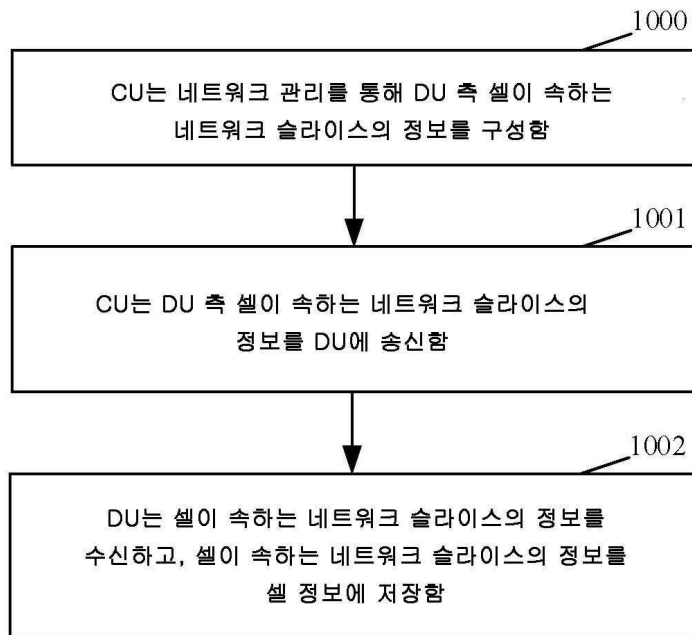 1000
CU는 네트워크 관리를 통해 DU 측 셀이 속하는
네트워크 슬라이스의 정보를 구성함
1001
CU는 DU 측 셀이 속하는 네트워크 슬라이스의
정보를 DU에 송신함
1002
DU는 셀이 속하는 네트워크 슬라이스의 정보를
수신하고, 셀이 속하는 네트워크 슬라이스의 정보를
셀 정보에 저장함